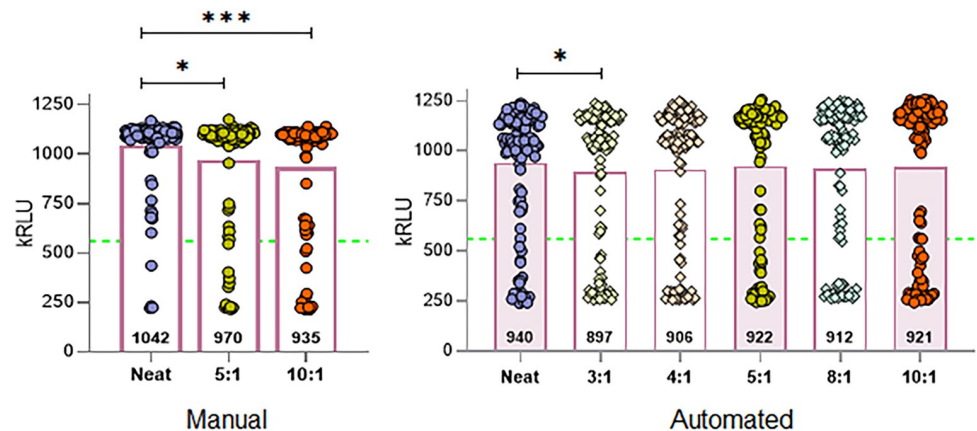 *** 
*
kRLU
1250
1000
750
500
250
0
1042 970 935
Neat 5:1 10:1
Manual
*
kRLU
1250
1000
750
500
250
0
940 897 906 922 912 921
Neat 3:1 4:1 5:1 8:1 10:1
Automated